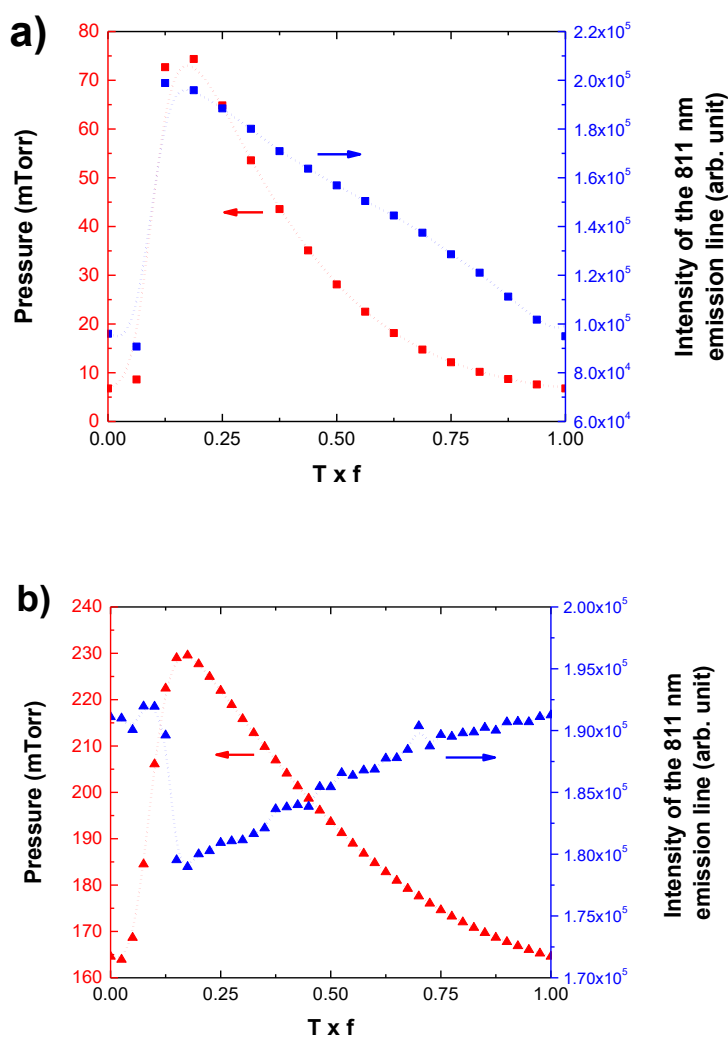 a)
80
70
60
50
40
30
20
10
0
Pressure (mTorr)
2.2x10⁵
2.0x10⁵
1.8x10⁵
1.6x10⁵
1.4x10⁵
1.2x10⁵
1.0x10⁵
8.0x10⁴
6.0x10⁴
Intensity of the 811 nm
emission line (arb. unit)
0.00 0.25 0.50 0.75 1.00
T x f
b)
240
230
220
210
200
190
180
170
160
Pressure (mTorr)
2.00x10⁵
1.95x10⁵
1.90x10⁵
1.85x10⁵
1.80x10⁵
1.75x10⁵
1.70x10⁵
Intensity of the 811 nm
emission line (arb. unit)
0.00 0.25 0.50 0.75 1.00
T x f